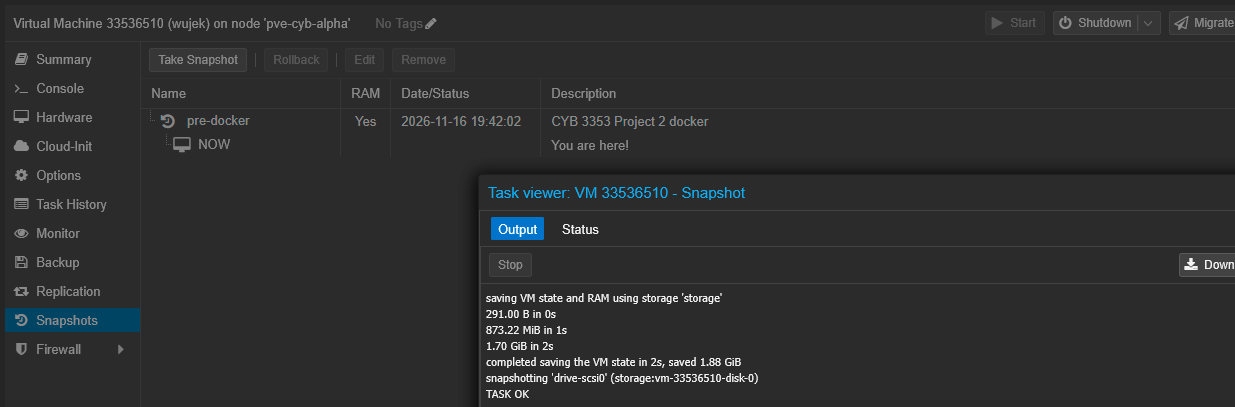 Virtual Machine 33536510 (wujek) on node 'pve-cyb-alpha' No Tags Start Shutdown Migrate
Summary
Console
Hardware
Cloud-Init
Options
Task History
Monitor
Backup
Replication
Snapshots
Firewall
Take Snapshot Rollback Edit Remove
Name RAM Date/Status Description
pre-docker Yes 2026-11-16 19:42:02 CYB 3353 Project 2 docker
NOW You are here!
Task viewer: VM 33536510 - Snapshot
Output Status
Stop Down
saving VM state and RAM using storage 'storage'
291.00 B in 0s
873.22 MiB in 1s
1.70 GiB in 2s
completed saving the VM state in 2s, saved 1.88 GiB
snapshotting 'drive-scsi0' (storage:vm-33536510-disk-0)
TASK OK